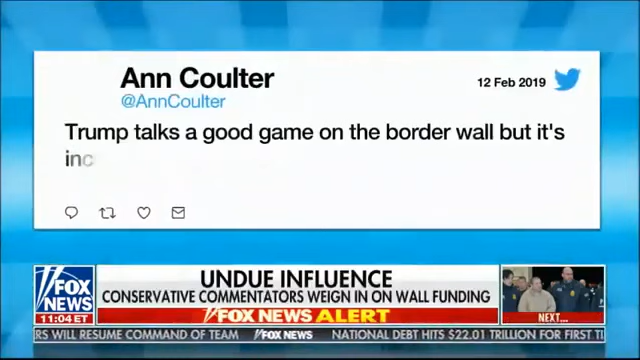 Ann Coulter
@AnnCoulter
12 Feb 2019
Trump talks a good game on the border wall but it's
inc
FOX
NEWS
11:04 ET
UNDUE INFLUENCE
CONSERVATIVE COMMENTATORS WEIGH IN ON WALL FUNDING
FOX NEWS ALERT
NEXT...
RS WILL RESUME COMMAND OF TEAM FOX NEWS NATIONAL DEBT HITS $22.01 TRILLION FOR FIRST TI